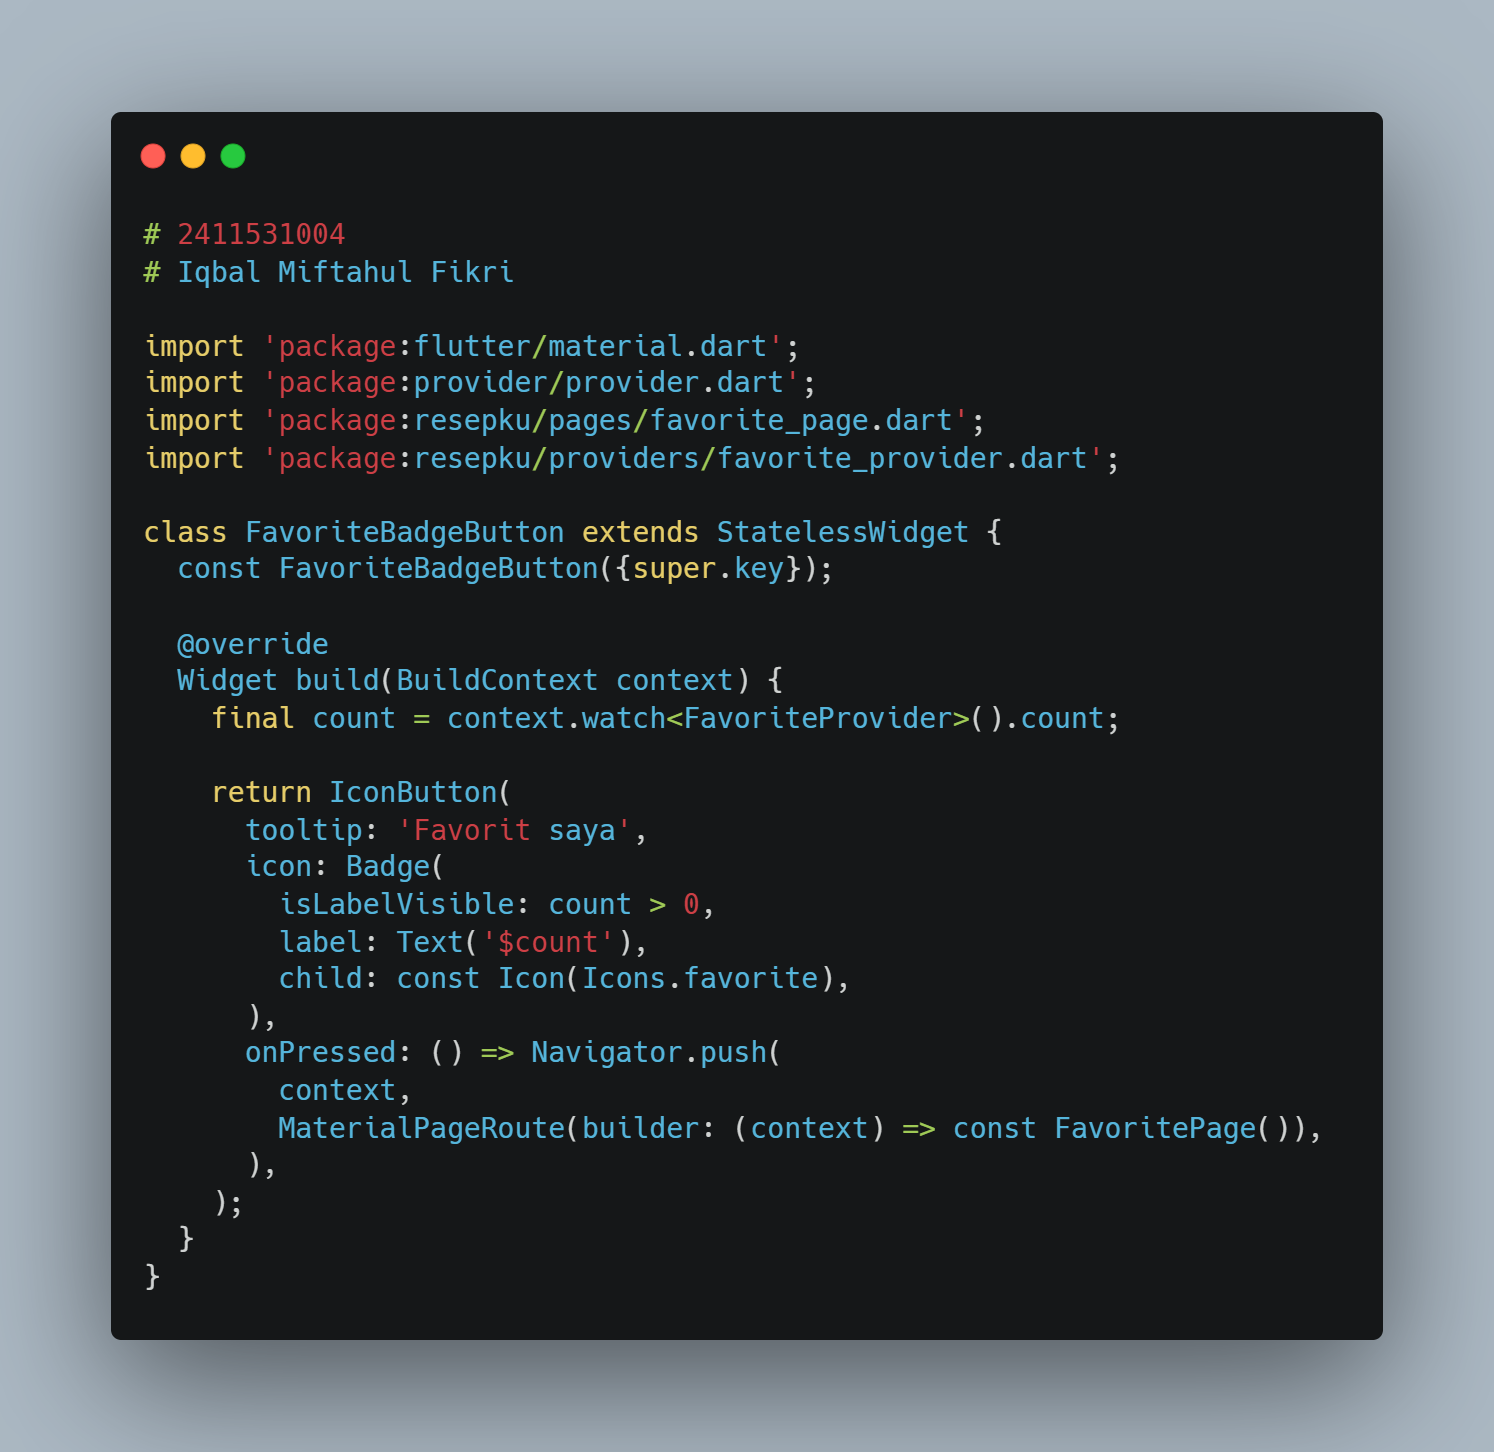 # 2411531004
# Iqbal Miftahul Fikri

import 'package:flutter/material.dart';
import 'package:provider/provider.dart';
import 'package:resepku/pages/favorite_page.dart';
import 'package:resepku/providers/favorite_provider.dart';

class FavoriteBadgeButton extends StatelessWidget {
  const FavoriteBadgeButton({super.key});

  @override
  Widget build(BuildContext context) {
    final count = context.watch<FavoriteProvider>().count;

    return IconButton(
      tooltip: 'Favorit saya',
      icon: Badge(
        isLabelVisible: count > 0,
        label: Text('$count'),
        child: const Icon(Icons.favorite),
      ),
      onPressed: () => Navigator.push(
        context,
        MaterialPageRoute(builder: (context) => const FavoritePage()),
      ),
    );
  }
}